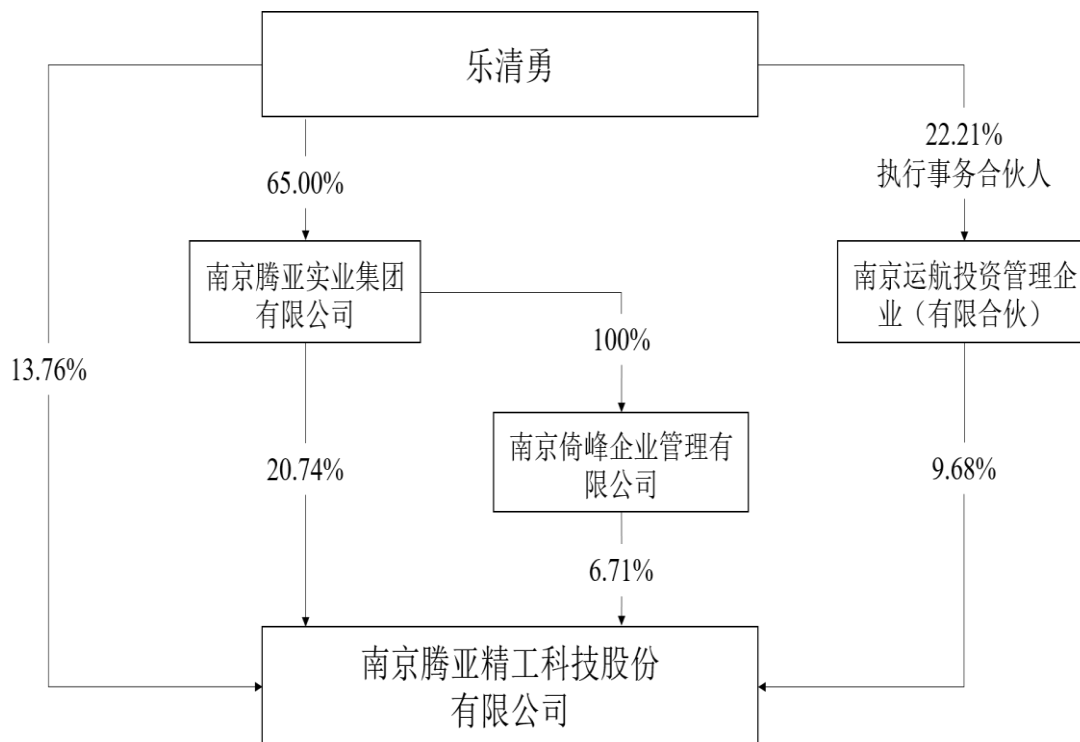 乐清勇
22.21%
执行事务合伙人
65.00%
南京腾亚实业集团
有限公司
南京运航投资管理企
业（有限合伙）
100%
13.76%
南京倚峰企业管理有
限公司
20.74%
9.68%
6.71%
南京腾亚精工科技股份
有限公司